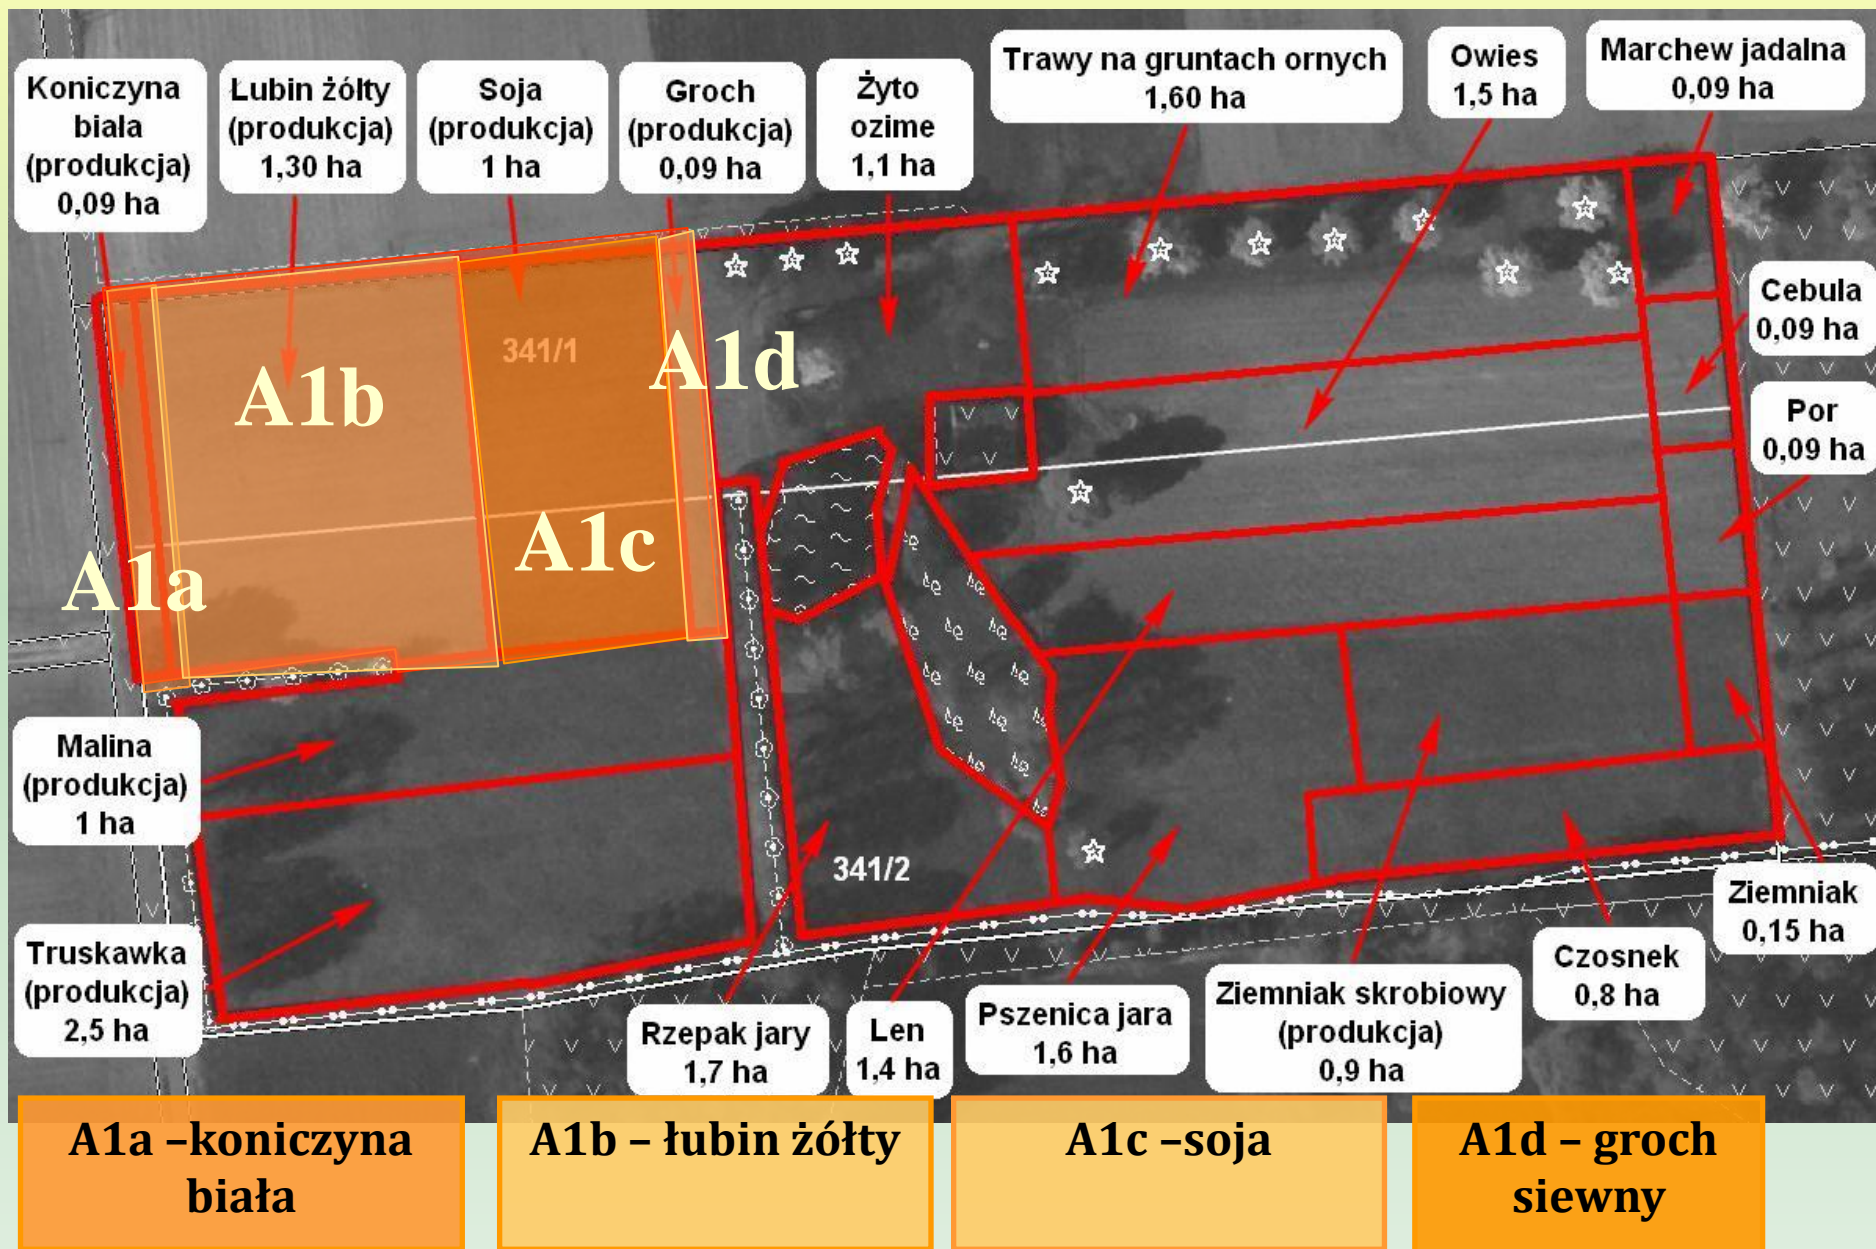 Koniczyna
biała
(produkcja)
0,09 ha
Łubin żółty
(produkcja)
1,30 ha
Soja
(produkcja)
1 ha
Groch
(produkcja)
0,09 ha
Żyto
ozime
1,1 ha
Trawy na gruntach ornych
1,60 ha
Owies
1,5 ha
Marchew jadalna
0,09 ha
Cebula
0,09 ha
Por
0,09 ha
341/1
A1d
A1b
A1c
A1a
Malina
(produkcja)
1 ha
341/2
Truskawka
(produkcja)
2,5 ha
Rzepak jary
1,7 ha
Len
1,4 ha
Pszenica jara
1,6 ha
Ziemniak skrobiowy
(produkcja)
0,9 ha
Czosnek
0,8 ha
Ziemniak
0,15 ha
A1a –koniczyna
biała
A1b – łubin żółty
A1c –soja
A1d – groch
siewny